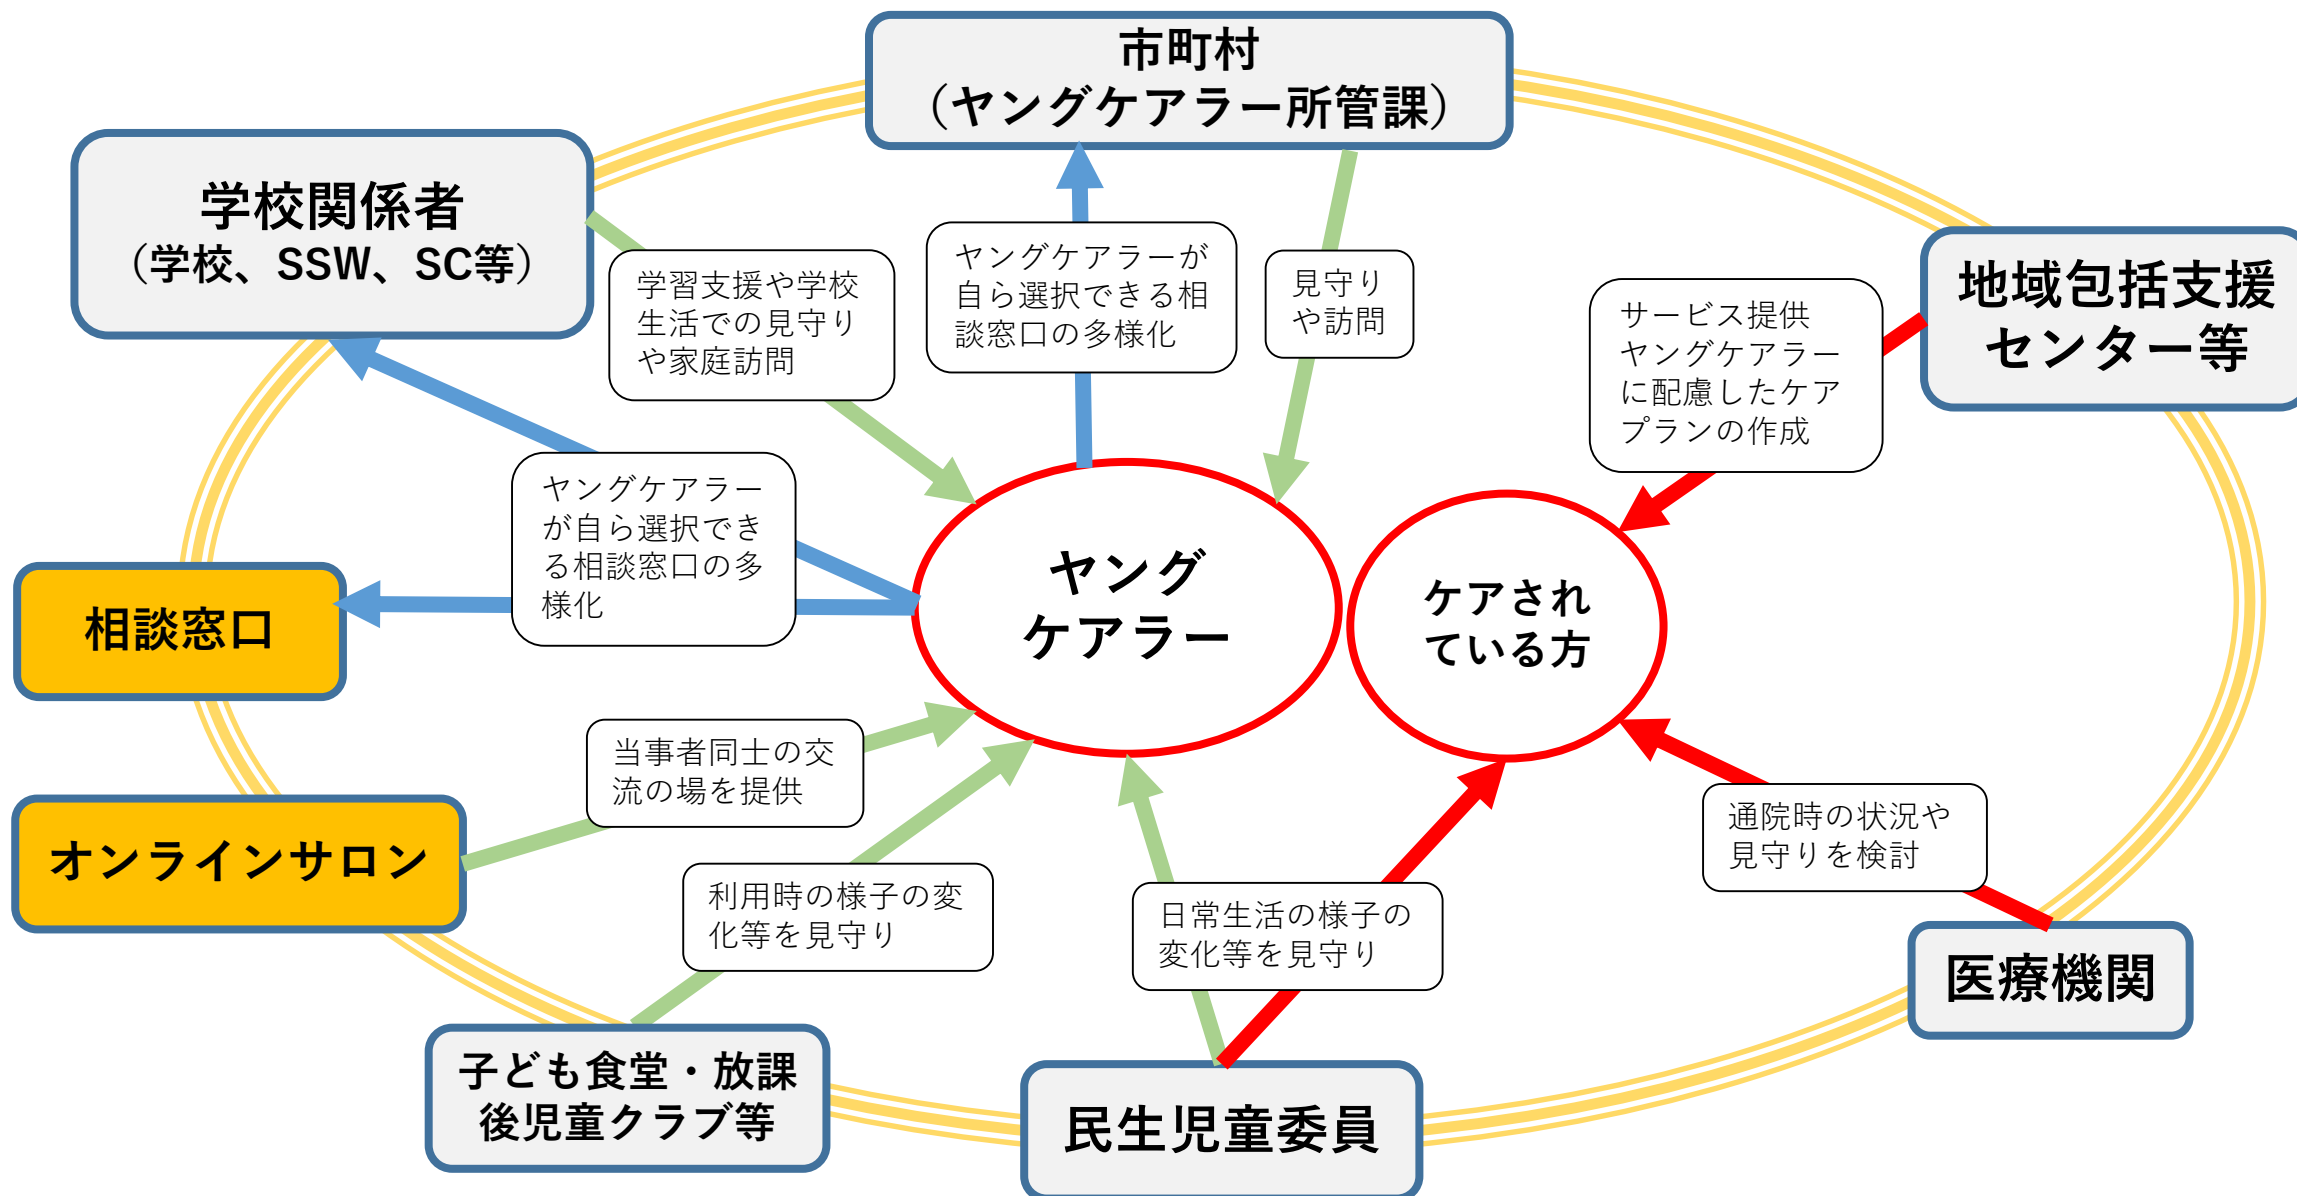 市町村
（ヤングケアラー所管課）
学校関係者
（学校、SSW、SC等）
地域包括支援
センター等
学習支援や学校
生活での見守り
や家庭訪問
ヤングケアラーが
自ら選択できる相
談窓口の多様化
見守り
や訪問
サービス提供
ヤングケアラー
に配慮したケア
プランの作成
ヤングケアラー
が自ら選択でき
る相談窓口の多
様化
ヤング
ケアラー
ケアされ
ている方
相談窓口
当事者同士の交
流の場を提供
オンラインサロン
利用時の様子の変
化等を見守り
日常生活の様子の
変化等を見守り
通院時の状況や
見守りを検討
医療機関
子ども食堂・放課
後児童クラブ等
民生児童委員